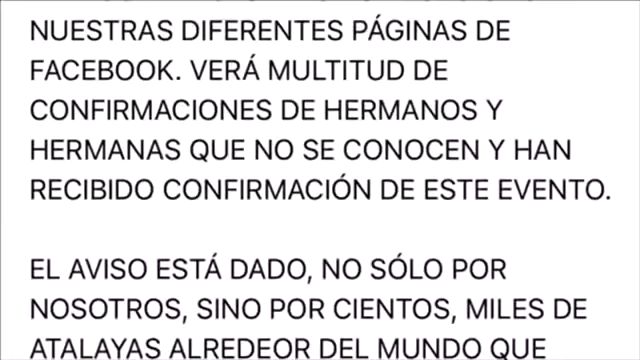 NUESTRAS DIFERENTES PÁGINAS DE
FACEBOOK. VERÁ MULTITUD DE
CONFIRMACIONES DE HERMANOS Y
HERMANAS QUE NO SE CONOCEN Y HAN
RECIBIDO CONFIRMACIÓN DE ESTE EVENTO.
EL AVISO ESTÁ DADO, NO SÓLO POR
NOSOTROS, SINO POR CIENTOS, MILES DE
ATALAYAS ALREDEOR DEL MUNDO QUE